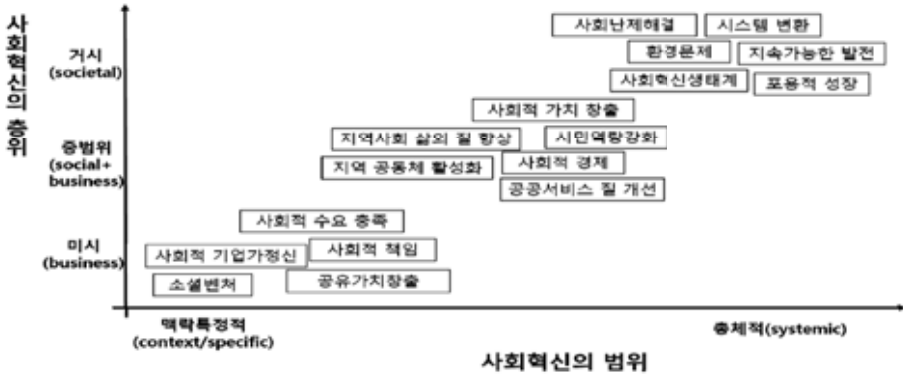 사회혁신의 층위
거시
(societal)
중범위
(social+
business)
미시
(business)
사회난제해결
시스템 변환
환경문제
지속가능한 발전
사회혁신생태계
포용적 성장
사회적 가치 창출
지역사회 삶의 질 향상
시민역량강화
지역 공동체 활성화
사회적 경제
공공서비스 질 개선
사회적 수요 충족
사회적 기업가정신
사회적 책임
소셜벤처
공유가치창출
맥락특정적
(context/specific)
총체적(systemic)
사회혁신의 범위